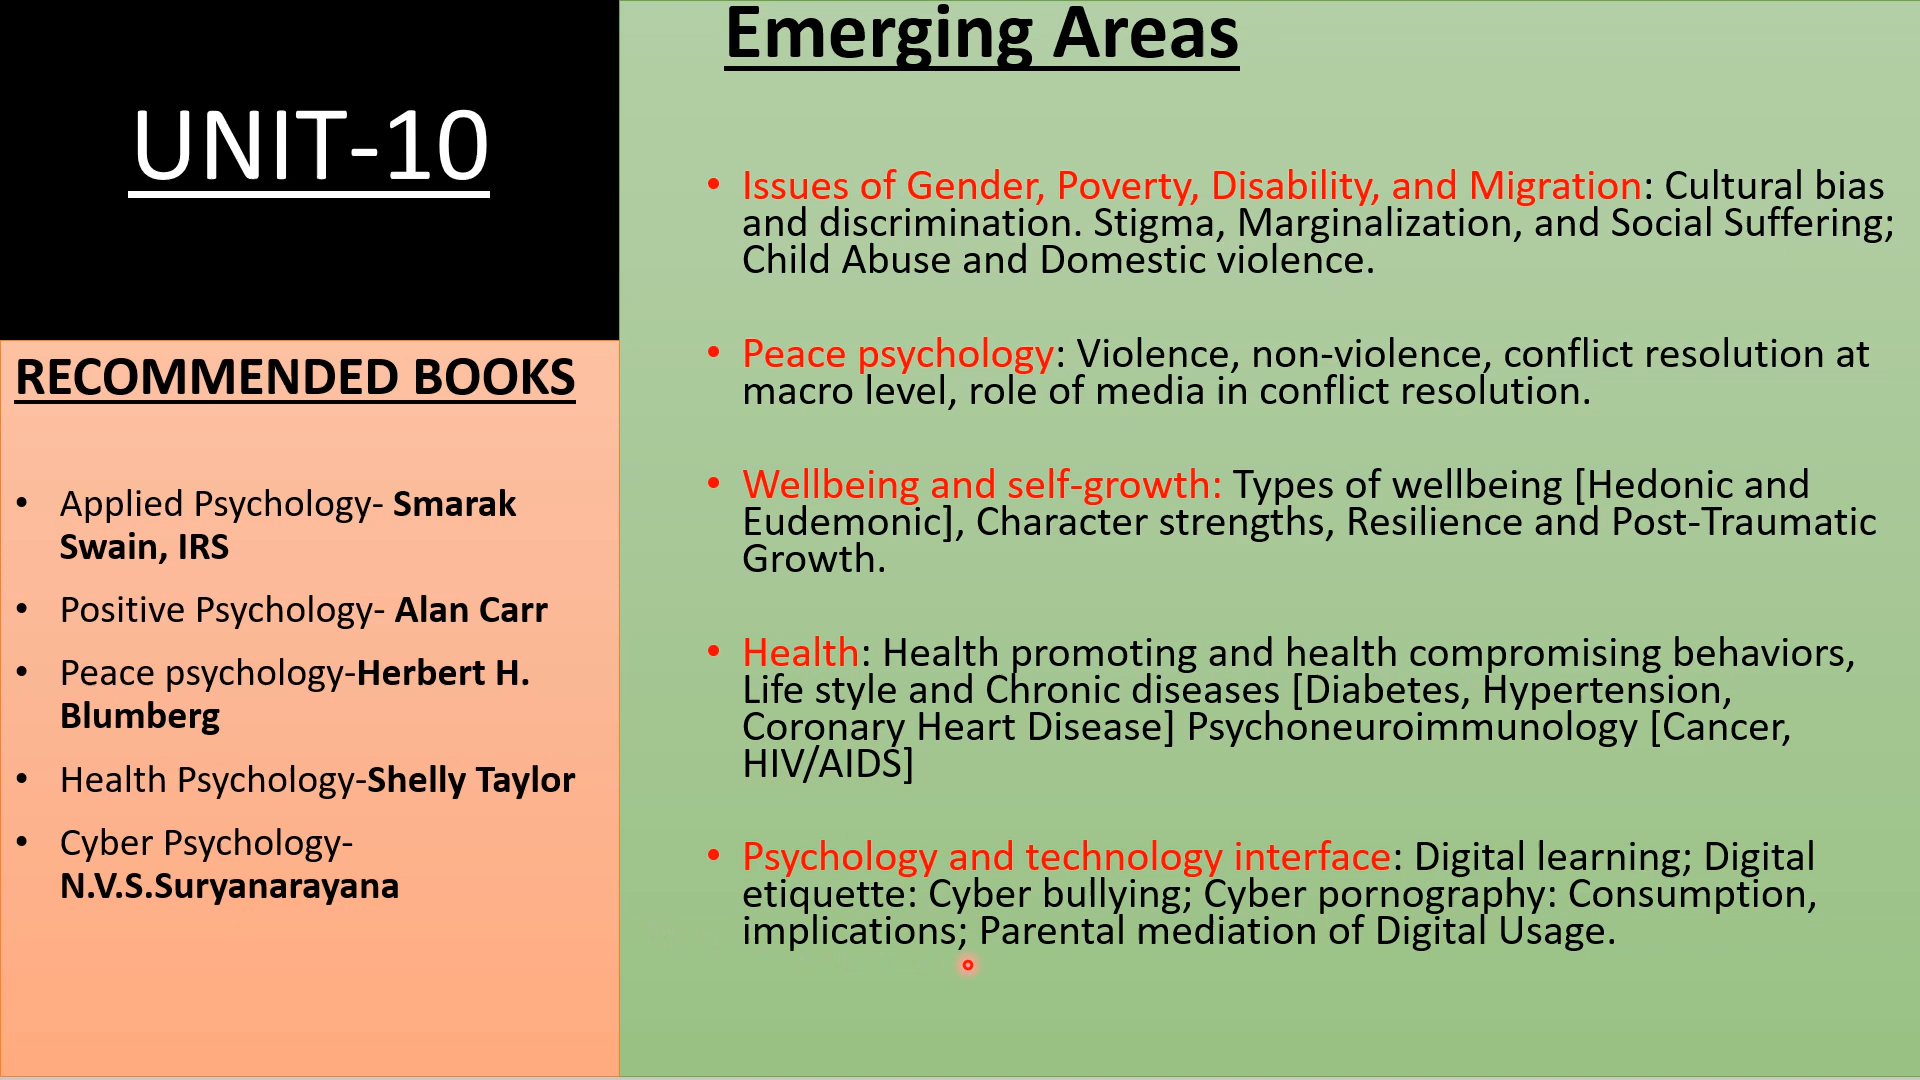 UNIT-10
RECOMMENDED BOOKS
• Applied Psychology- Smarak
Swain, IRS
• Positive Psychology- Alan Carr
• Peace psychology-Herbert H.
Blumberg
• Health Psychology-Shelly Taylor
• Cyber Psychology-
N.V.S.Suryanarayana
Emerging Areas
• Issues of Gender, Poverty, Disability, and Migration: Cultural bias
and discrimination. Stigma, Marginalization, and Social Suffering;
Child Abuse and Domestic violence.
• Peace psychology: Violence, non-violence, conflict resolution at
macro level, role of media in conflict resolution.
• Wellbeing and self-growth: Types of wellbeing [Hedonic and
Eudemonic], Character strengths, Resilience and Post-Traumatic
Growth.
• Health: Health promoting and health compromising behaviors,
Life style and Chronic diseases [Diabetes, Hypertension,
Coronary Heart Disease] Psychoneuroimmunology [Cancer,
HIV/AIDS]
• Psychology and technology interface: Digital learning; Digital
etiquette: Cyber bullying; Cyber pornography: Consumption,
implications; Parental mediation of Digital Usage.